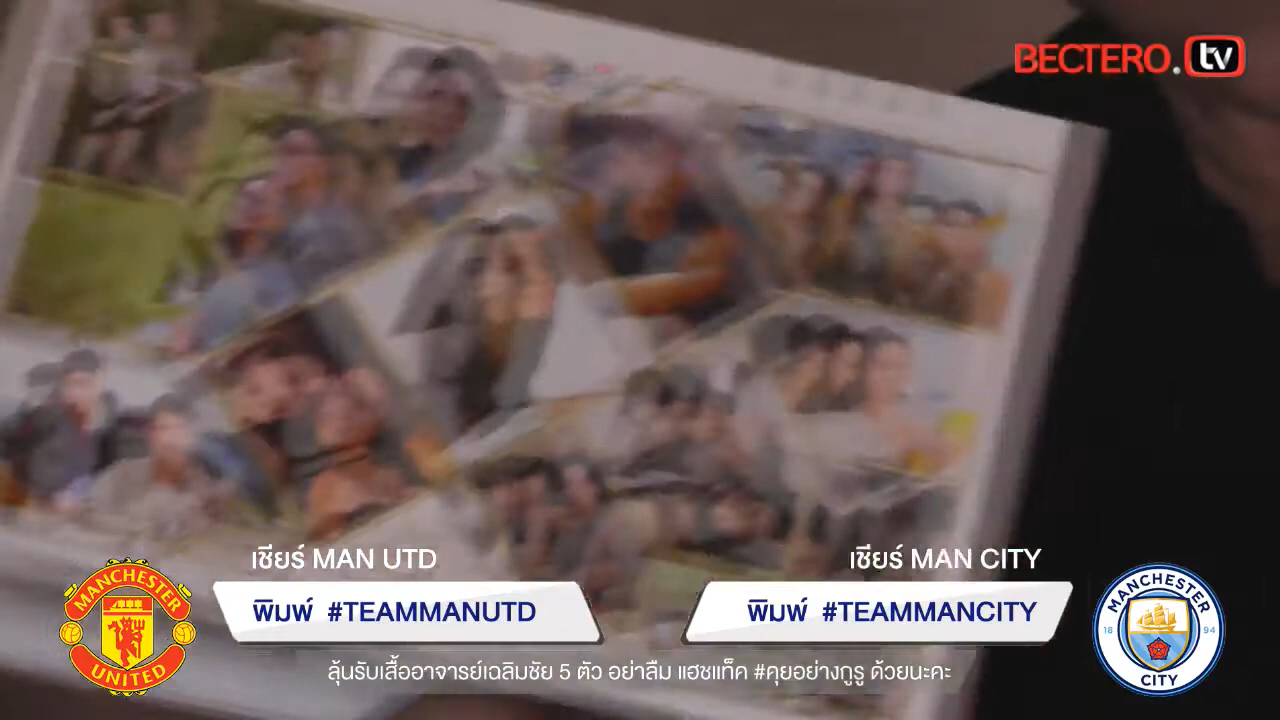 BECTERO.tv
เชียร์ MAN UTD
พิมพ์ #TEAMMANUTD
เชียร์ MAN CITY
พิมพ์ #TEAMMANCITY
MANCHESTER
UNITED
MANCHESTER
18 94
CITY
ลุ้นรับเสื้ออาจารย์เฉลิมชัย 5 ตัว อย่าลืม แฮชแท็ค #คุยอย่างกูรู ด้วยนะคะ